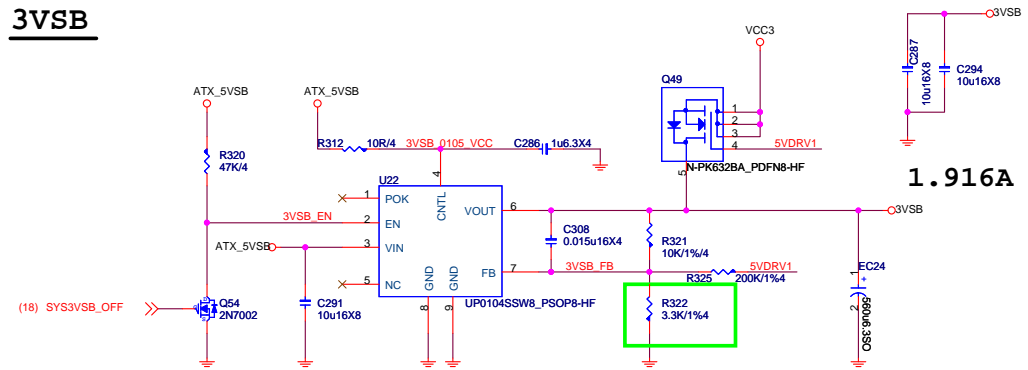 3VSB
3VSB
VCC3
C287
10u16X8
C294
10u16X8
Q49
ATX_5VSB
ATX_5VSB
1
2
3
4
5VDRV1
R312
10R/4
3VSB_0105_VCC
C286
1u6.3X4
R320
47K/4
N-PK632BA_PDFN8-HF
5
1.916A
4
U22
1
POK
CNTL
3VSB_EN
2
EN
VOUT
6
3VSB
C308
0.015u16X4
R321
10K/1%/4
ATX_5VSB
3
VIN
3VSB_FB
5VDRV1
FB
7
R325
200K/1%/4
EC24
1
+
5
NC
GND
GND
UP0104SSW8_PSOP8-HF
R322
3.3K/1%4
560u6.3SO
2
(18) SYS3VSB_OFF
Q54
2N7002
C291
10u16X8
8
9